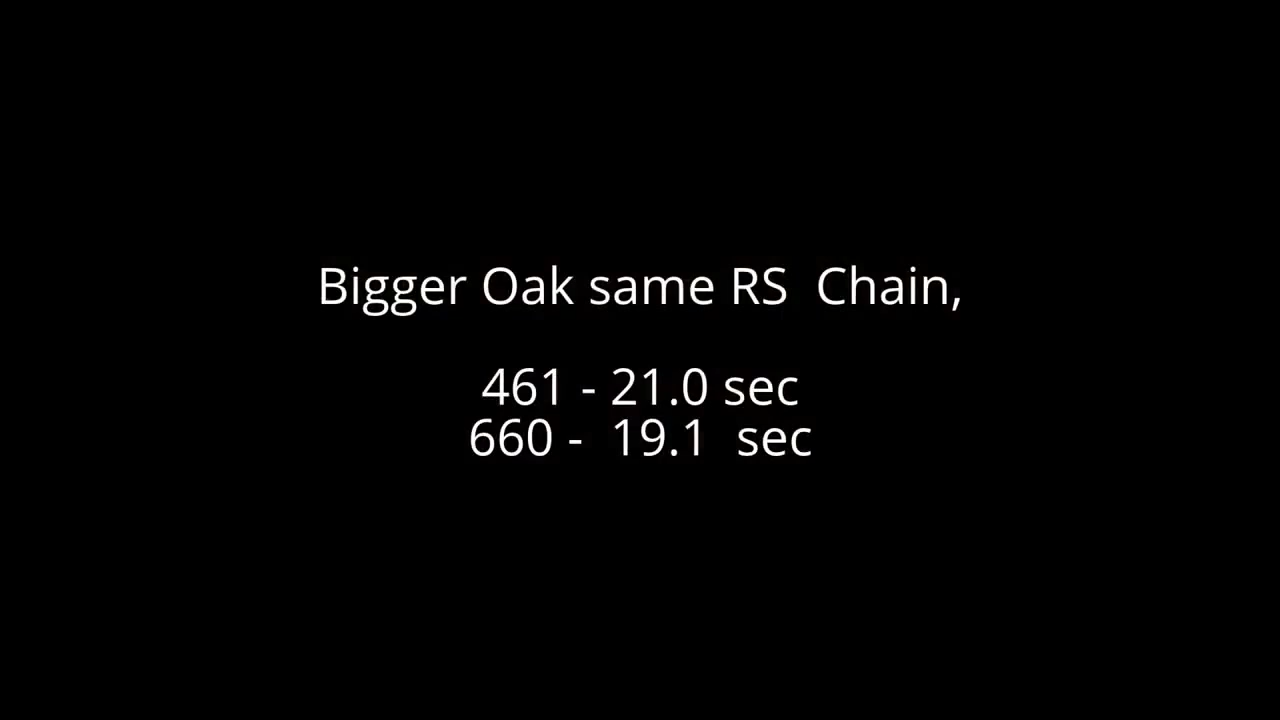 Bigger Oak same RS  Chain,
461 - 21.0 sec
660 -  19.1  sec